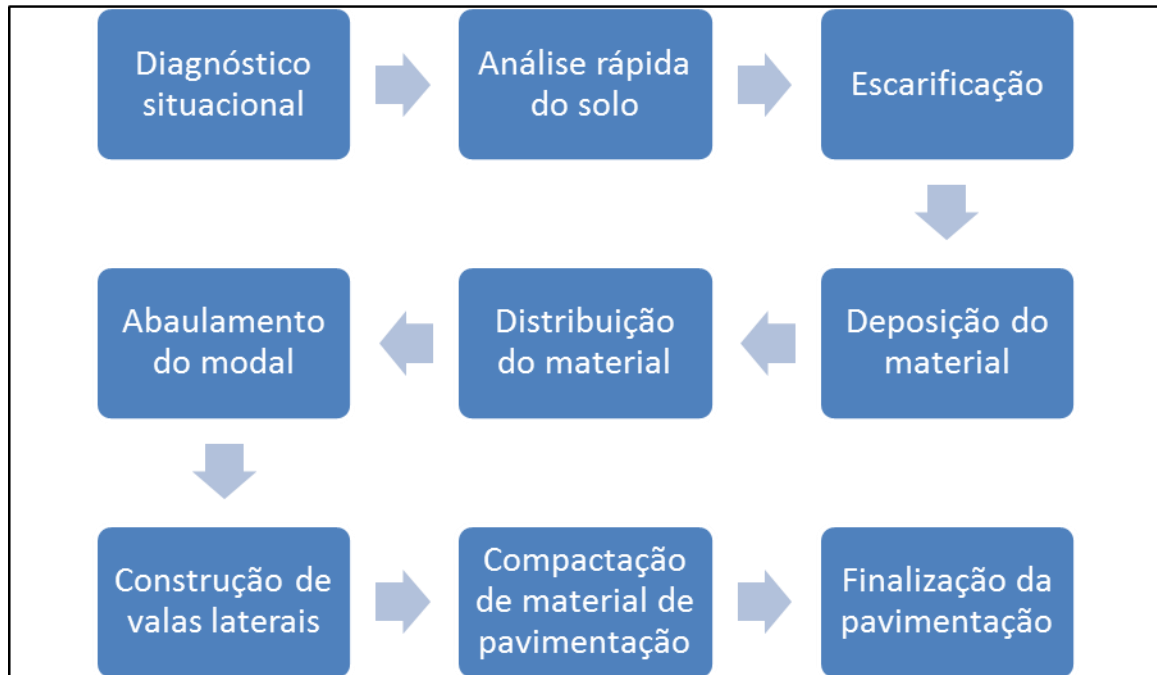 Diagnóstico
situacional
Análise rápida
do solo
Escarificação
Deposição do
material
Distribuição
do material
Abaulamento
do modal
Construção de
valas laterais
Compactação
de material de
pavimentação
Finalização da
pavimentação